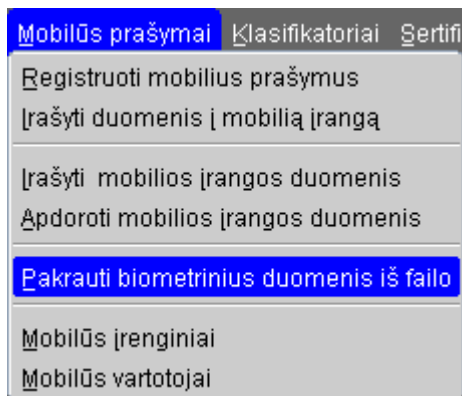 Mobilūs prašymai Klasifikatoriai Sertifi
Registruoti mobilius prašymus
Įrašyti duomenis į mobilią įrangą
Įrašyti mobilios įrangos duomenis
Apdoroti mobilios įrangos duomenis
Pakrauti biometrinius duomenis iš failo
Mobilūs įrenginiai
Mobilūs vartotojai